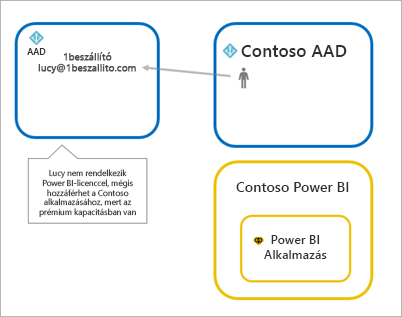 AAD
1beszállító
lucy@1beszallito.com
Contoso AAD
Lucy nem rendelkezik
Power BI-licenccel, mégis
hozzáférhet a Contoso
alkalmazásához, mert az
prémium kapacitásban van
Contoso Power BI
Power BI
Alkalmazás